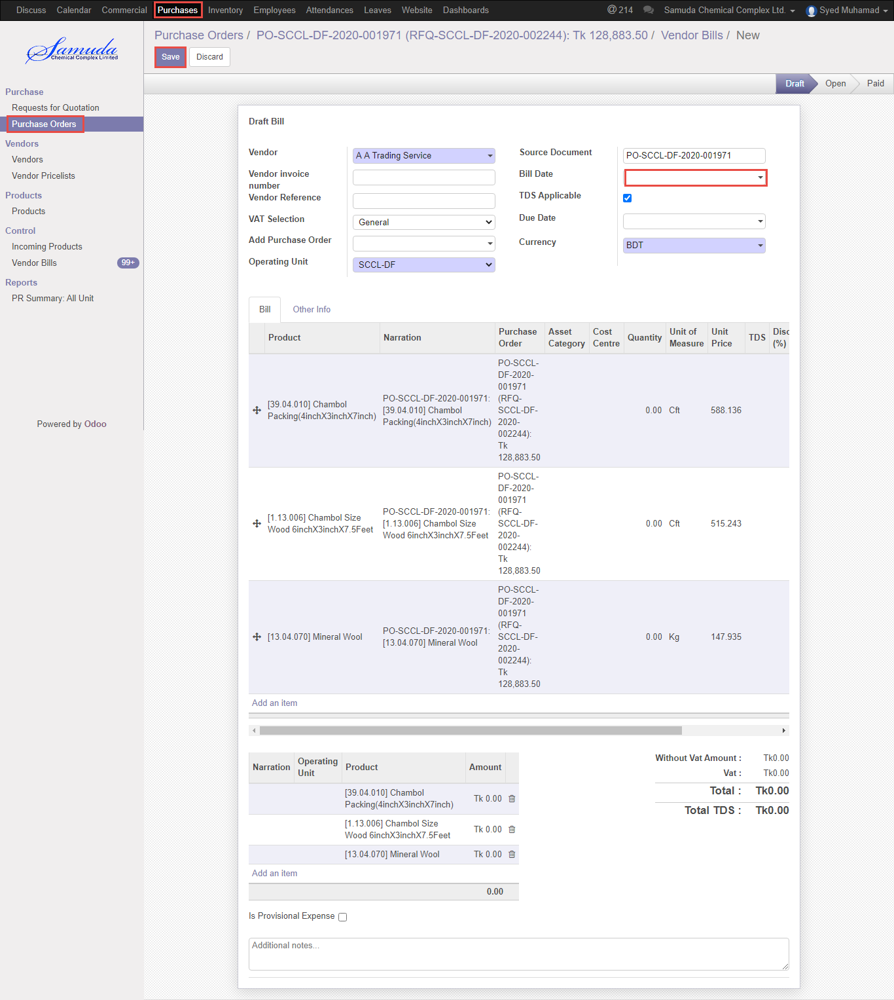 Discuss Calendar Commercial Purchases Inventory Employees Attendances Leaves Website Dashboards @ 214 Samuda Chemical Complex Ltd. Syed Muhamad
Samuda
Chemical Complex Limited
Purchase Orders / PO-SCCL-DF-2020-001971 (RFQ-SCCL-DF-2020-002244): Tk 128,883.50 / Vendor Bills / New
Save Discard
Draft Open Paid
Purchase
Requests for Quotation
Purchase Orders
Vendors
Vendors
Vendor Pricelists
Products
Products
Control
Incoming Products
Vendor Bills 99+
Reports
PR Summary: All Unit
Powered by Odoo
Draft Bill
Vendor A A Trading Service
Vendor invoice
number
Vendor Reference
VAT Selection General
Add Purchase Order
Operating Unit SCCL-DF
Source Document PO-SCCL-DF-2020-001971
Bill Date
TDS Applicable
Due Date
Currency BDT
Bill Other Info
Product Narration Purchase Order Asset Category Cost Centre Quantity Unit of Measure Unit Price TDS Disc (%)
[39.04.010] Chambol
Packing(4inchX3inchX7inch)
PO-SCCL-DF-2020-001971:
[39.04.010] Chambol
Packing(4inchX3inchX7inch)
PO-SCCL-
DF-2020-
001971
(RFQ-
SCCL-DF-
2020-
002244):
Tk
128,883.50
0.00 Cft 588.136
[1.13.006] Chambol Size
Wood 6inchX3inchX7.5Feet
PO-SCCL-DF-2020-001971:
[1.13.006] Chambol Size
Wood 6inchX3inchX7.5Feet
PO-SCCL-
DF-2020-
001971
(RFQ-
SCCL-DF-
2020-
002244):
Tk
128,883.50
0.00 Cft 515.243
[13.04.070] Mineral Wool
PO-SCCL-DF-2020-001971:
[13.04.070] Mineral Wool
PO-SCCL-
DF-2020-
001971
(RFQ-
SCCL-DF-
2020-
002244):
Tk
128,883.50
0.00 Kg 147.935
Add an item
Narration Operating Unit Product Amount
[39.04.010] Chambol
Packing(4inchX3inchX7inch) Tk 0.00
[1.13.006] Chambol Size
Wood 6inchX3inchX7.5Feet Tk 0.00
[13.04.070] Mineral Wool Tk 0.00
Add an item
0.00
Without Vat Amount : Tk0.00
Vat : Tk0.00
Total : Tk0.00
Total TDS : Tk0.00
Is Provisional Expense
Additional notes...